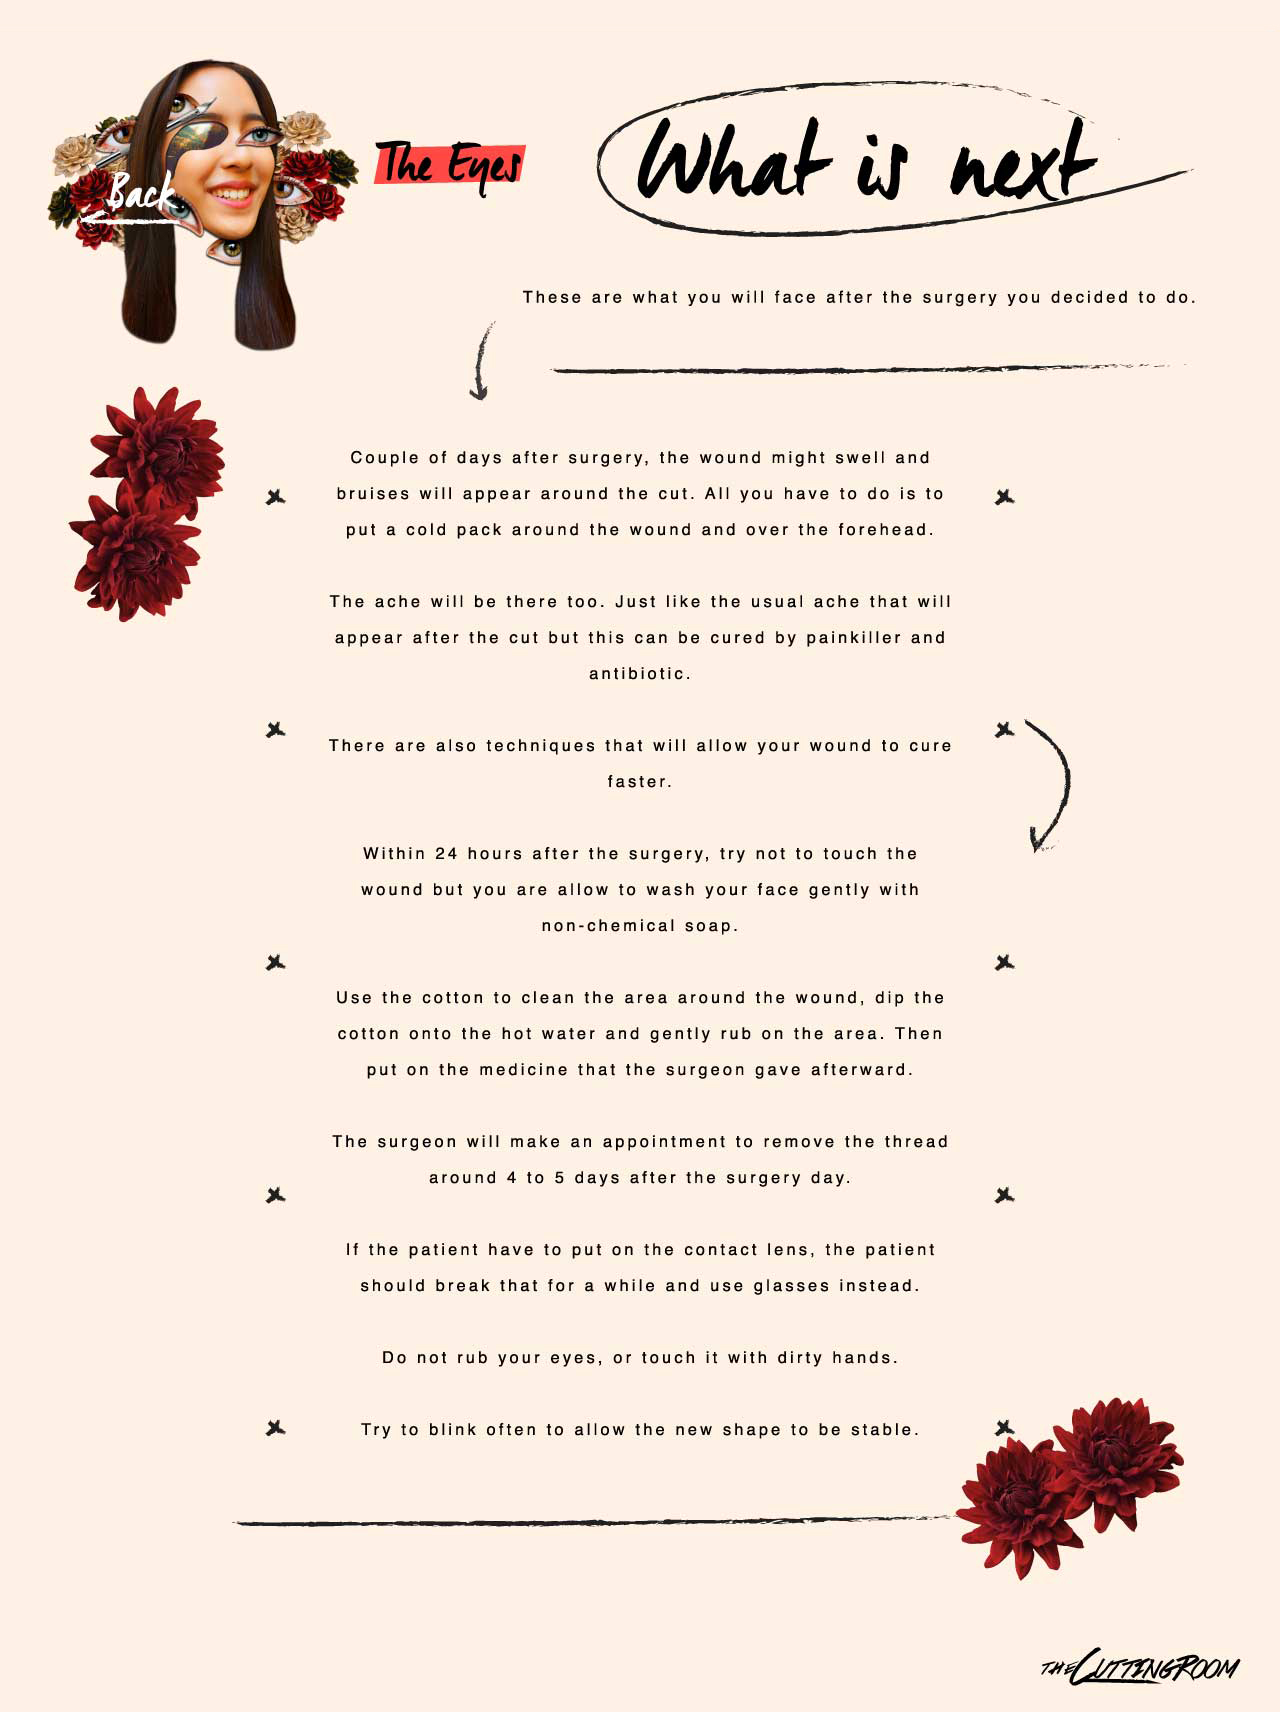 Back
The Eyes
What is next
These are what you will face after the surgery you decided to do.
Couple of days after surgery, the wound might swell and
bruises will appear around the cut. All you have to do is to
put a cold pack around the wound and over the forehead.
The ache will be there too. Just like the usual ache that will
appear after the cut but this can be cured by painkiller and
antibiotic.
There are also techniques that will allow your wound to cure
faster.
Within 24 hours after the surgery, try not to touch the
wound but you are allow to wash your face gently with
non-chemical soap.
Use the cotton to clean the area around the wound, dip the
cotton onto the hot water and gently rub on the area. Then
put on the medicine that the surgeon gave afterward.
The surgeon will make an appointment to remove the thread
around 4 to 5 days after the surgery day.
If the patient have to put on the contact lens, the patient
should break that for a while and use glasses instead.
Do not rub your eyes, or touch it with dirty hands.
Try to blink often to allow the new shape to be stable.
THE CUTTING ROOM